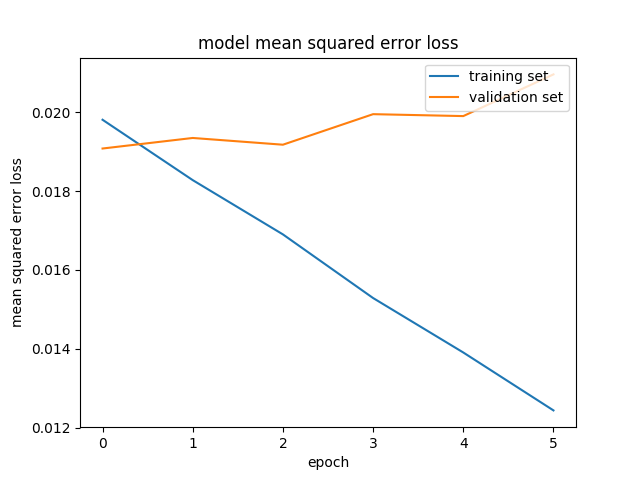 model mean squared error loss
training set
validation set
0.020
0.018
0.016
0.014
0.012
mean squared error loss
0 1 2 3 4 5
epoch